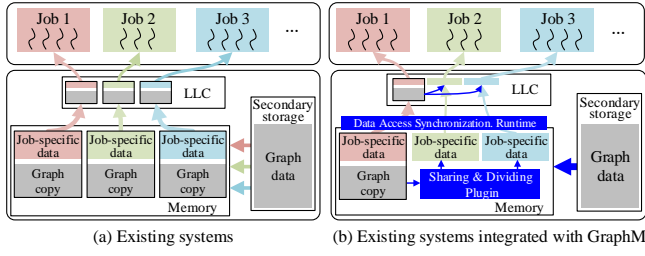 Job 1 Job 2 Job 3 ...
LLC
Secondary
storage
Graph
data
Job-specific
data
Job-specific
data
Job-specific
data
Graph
copy
Graph
copy
Graph
copy
Memory
(a) Existing systems
Job 1 Job 2 Job 3 ...
LLC
Data Access Synchronization. Runtime
Secondary
storage
Graph
data
Job-specific
data
Job-specific
data
Job-specific
data
Graph
copy
Sharing & Dividing
Plugin
Memory
(b) Existing systems integrated with GraphM